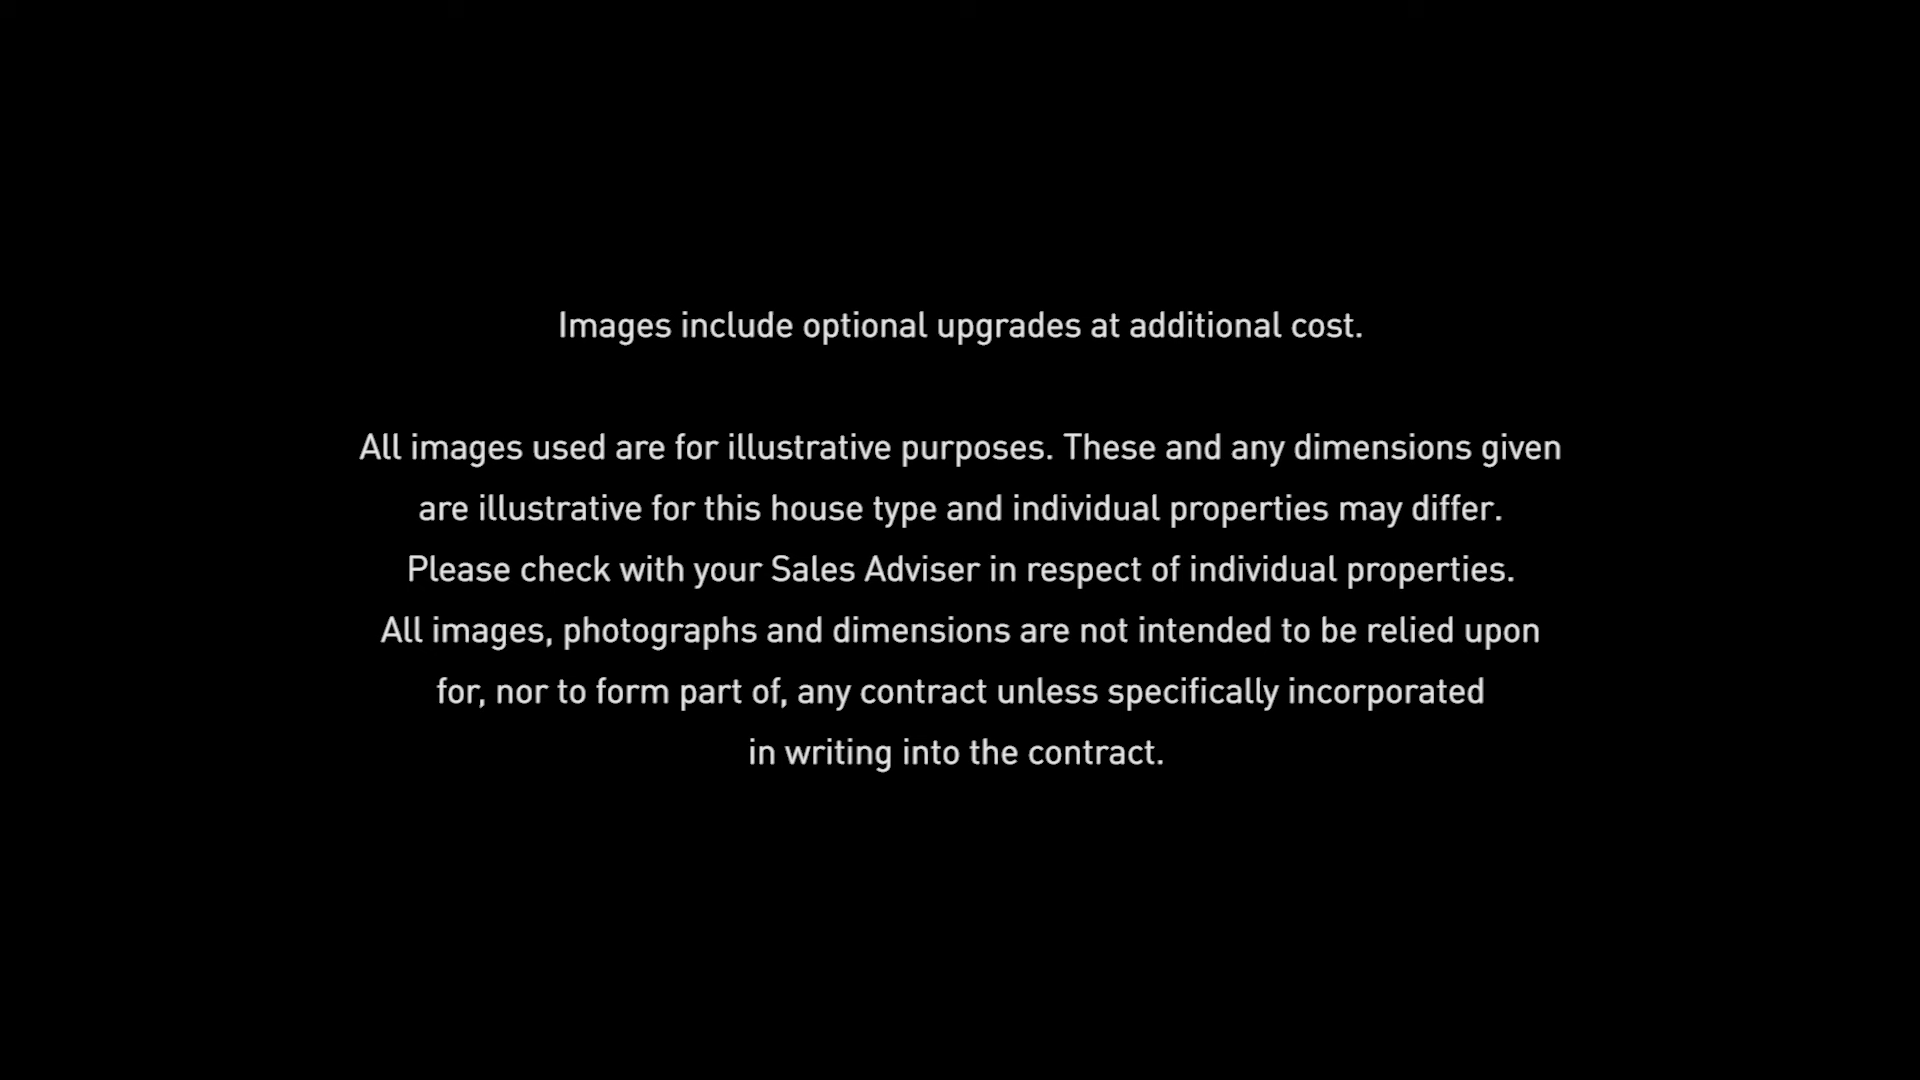 Images include optional upgrades at additional cost.
All images used are for illustrative purposes. These and any dimensions given
are illustrative for this house type and individual properties may differ.
Please check with your Sales Adviser in respect of individual properties.
All images, photographs and dimensions are not intended to be relied upon
for, nor to form part of, any contract unless specifically incorporated
in writing into the contract.